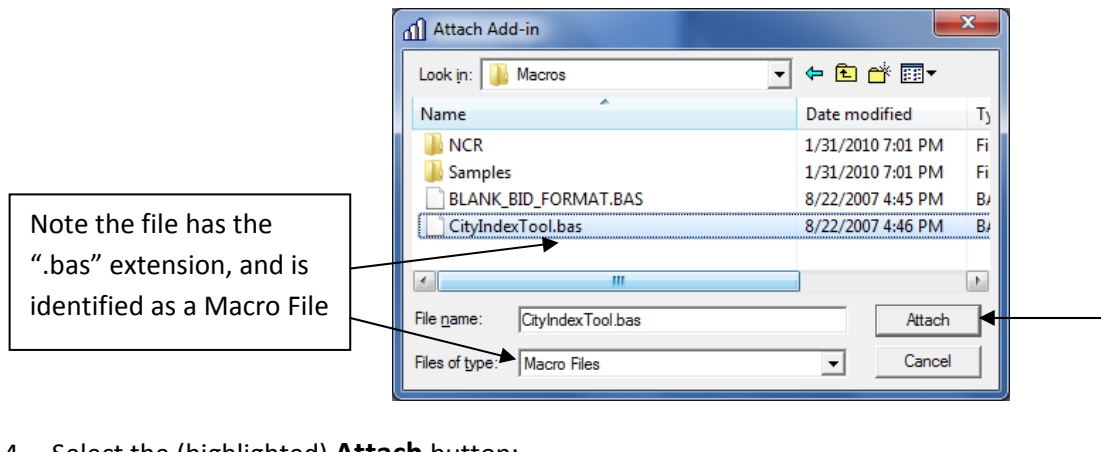 Attach Add-in
Look in: Macros
Name Date modified Ty
NCR 1/31/2010 7:01 PM Fi
Samples 1/31/2010 7:01 PM Fi
BLANK_BID_FORMAT.BAS 8/22/2007 4:45 PM BA
CityIndexTool.bas 8/22/2007 4:46 PM BA
Note the file has the
“.bas” extension, and is
identified as a Macro File
File name: CityIndexTool.bas Attach
Files of type: Macro Files Cancel
4. Select the (highlighted) Attach button: